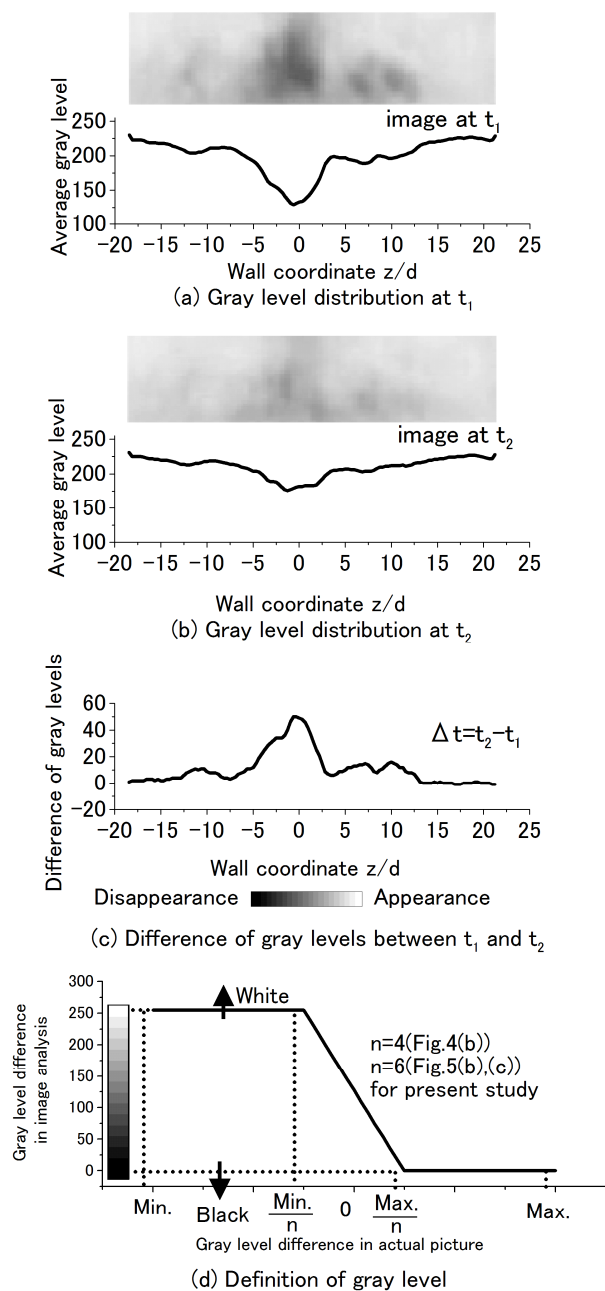 Average gray level
250
200
150
100
image at t₁
-20 -15 -10 -5 0 5 10 15 20 25
Wall coordinate z/d
(a) Gray level distribution at t₁
Average gray level
250
200
150
100
image at t₂
-20 -15 -10 -5 0 5 10 15 20 25
Wall coordinate z/d
(b) Gray level distribution at t₂
Difference of gray levels
60
40
20
0
-20
Δt=t₂-t₁
-20 -15 -10 -5 0 5 10 15 20 25
Wall coordinate z/d
Disappearance Appearance
(c) Difference of gray levels between t₁ and t₂
Gray level difference
in image analysis
300
250
200
150
100
50
0
White
n=4(Fig.4(b))
n=6(Fig.5(b),(c))
for present study
Min. Black Min./n 0 Max./n Max.
Gray level difference in actual picture
(d) Definition of gray level